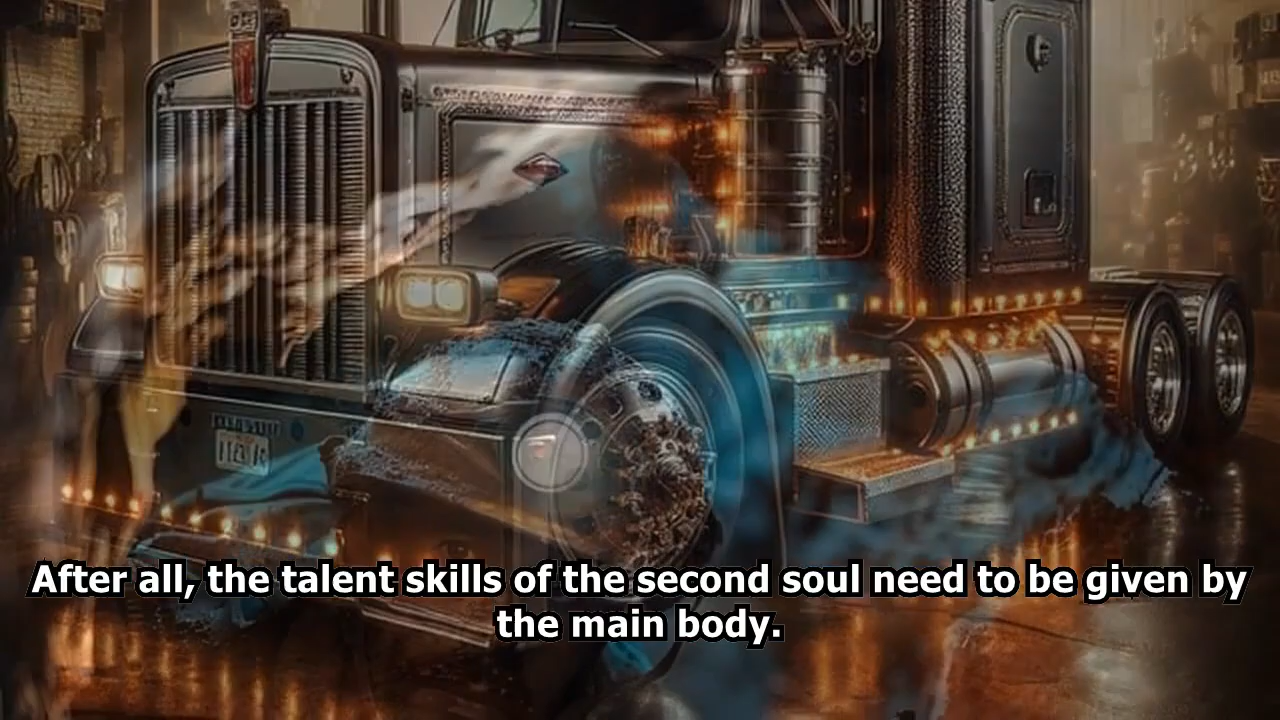 After all, the talent skills of the second soul need to be given by
the main body.